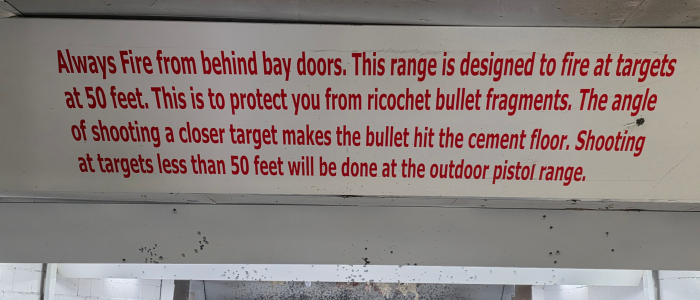 Always Fire from behind bay doors. This range is designed to fire at targets
at 50 feet. This is to protect you from ricochet bullet fragments. The angle
of shooting a closer target makes the bullet hit the cement floor. Shooting
at targets less than 50 feet will be done at the outdoor pistol range.